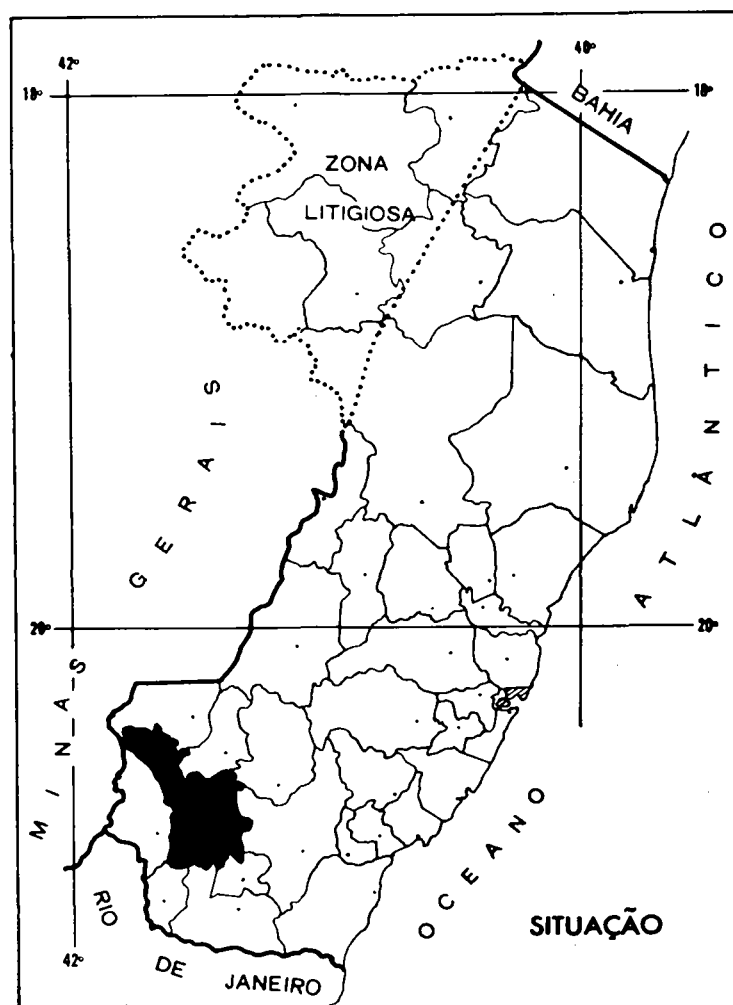 42° 40°
18° 18°
BAHIA
ZONA
LITIGIOSA
ATLÂNTICO
OCEANO
MINAS
GERAIS
20° 20°
SITUAÇÃO
RIO
DE JANEIRO
42°